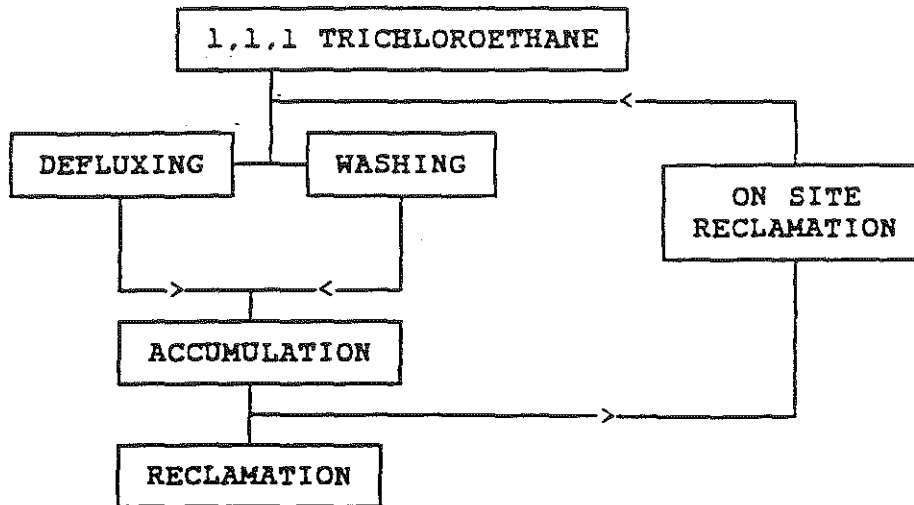 1,1,1 TRICHLOROETHANE
DEFLUXING
WASHING
ON SITE
RECLAMATION
ACCUMULATION
RECLAMATION